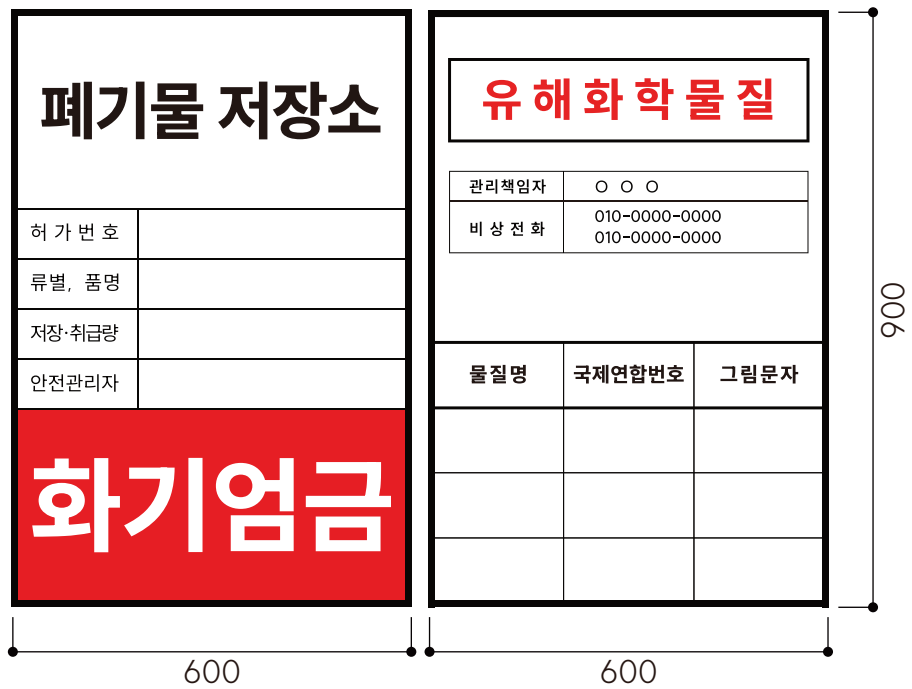 폐기물 저장소
허 가 번 호
류별, 품명
저장·취급량
안전관리자
화기엄금
600
유해화학물질
관리책임자 O O O
비 상 전 화 010-0000-0000
010-0000-0000
물질명 국제연합번호 그림문자
600
900